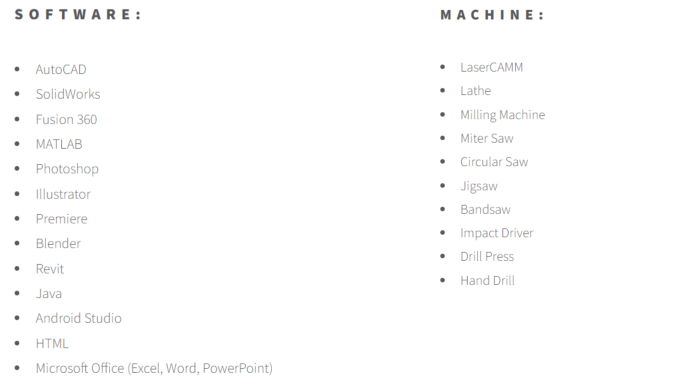 SOFTWARE:
• AutoCAD
• SolidWorks
• Fusion 360
• MATLAB
• Photoshop
• Illustrator
• Premiere
• Blender
• Revit
• Java
• Android Studio
• HTML
• Microsoft Office (Excel, Word, PowerPoint)
MACHINE:
• LaserCAMM
• Lathe
• Milling Machine
• Miter Saw
• Circular Saw
• Jigsaw
• Bandsaw
• Impact Driver
• Drill Press
• Hand Drill